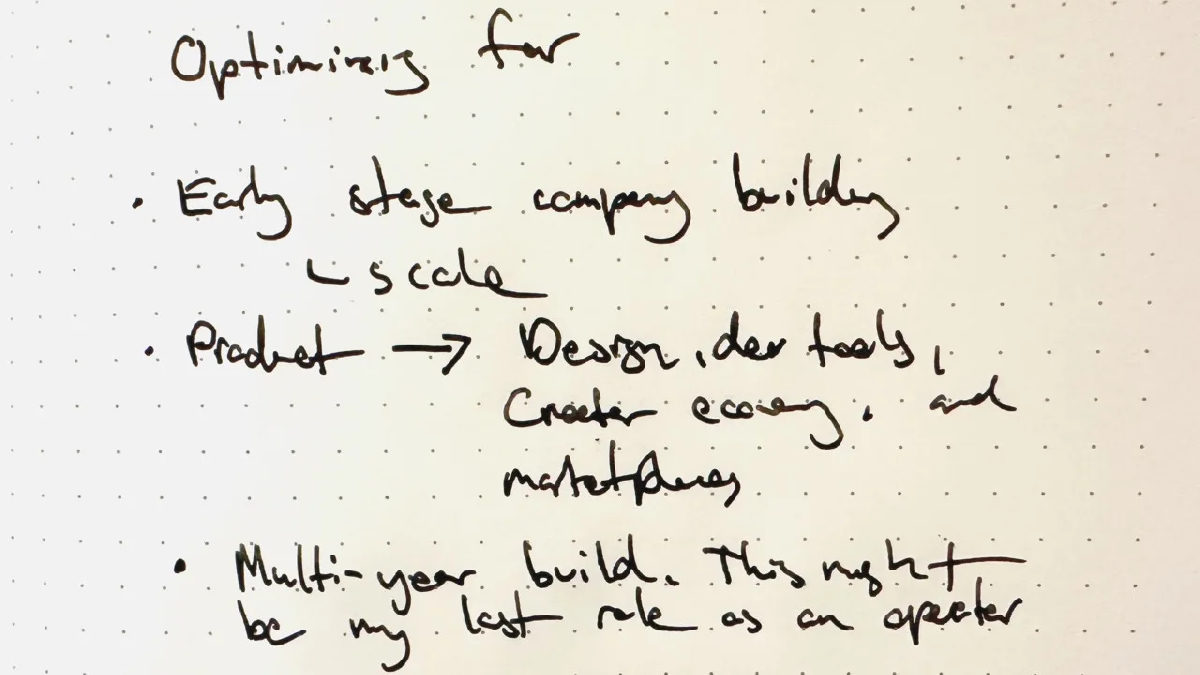 Optimizing for
• Early stage company building
↳ scale
• Product → Design, dev tools,
Creator economy, and
marketplaces
• Multi-year build. This might
be my last role as an operator